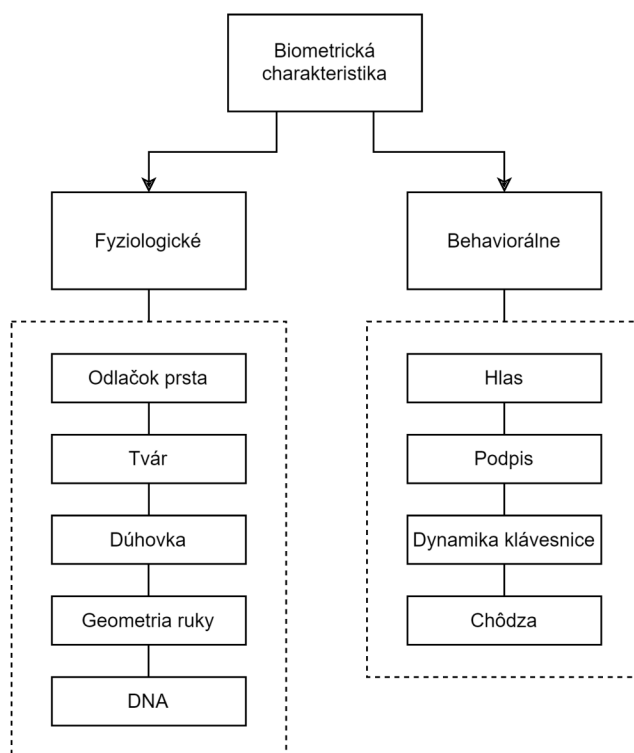 Biometrická
charakteristika
Fyziologické
Behaviorálne
Odlačok prsta
Tvár
Dúhovka
Geometria ruky
DNA
Hlas
Podpis
Dynamika klávesnice
Chôdza